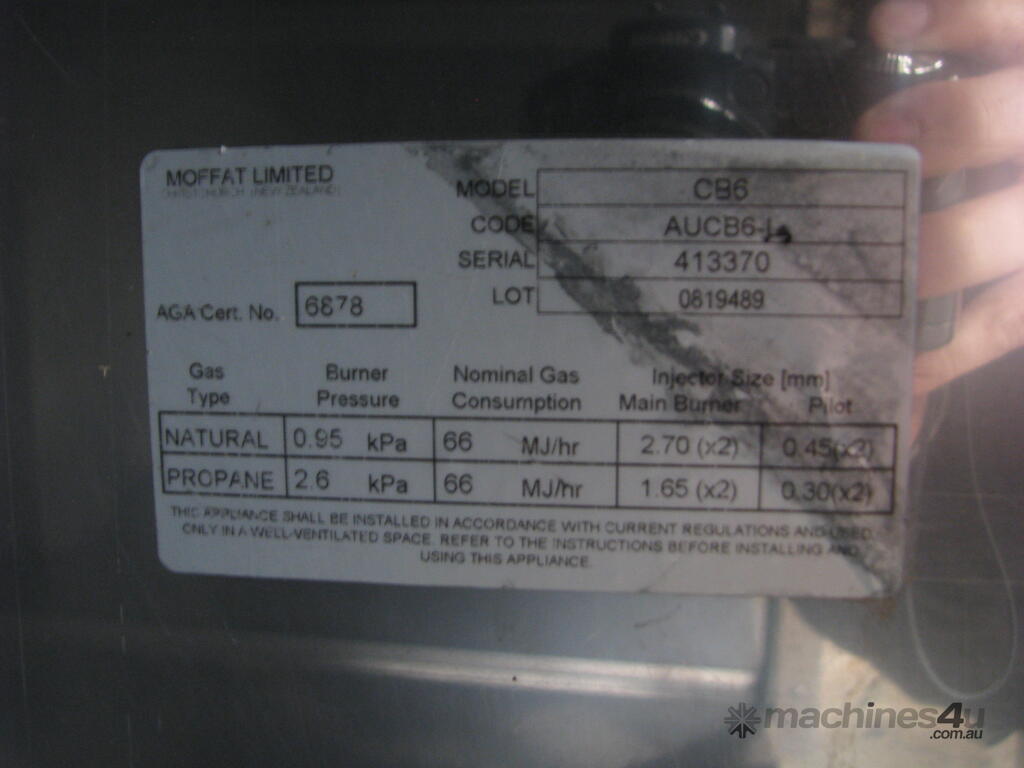 MOFFAT LIMITED
CHRISTCHURCH (NEW ZEALAND)
MODEL CB6
CODE AUCB6-
SERIAL 413370
LOT 0819489
AGA Cert. No. 6878
Gas Type Burner Pressure Nominal Gas Consumption Injector Size [mm]
Main Burner Pilot
NATURAL 0.95 kPa 66 MJ/hr 2.70 (x2) 0.45(x2)
PROPANE 2.6 kPa 66 MJ/hr 1.65 (x2) 0.30(x2)
THIS APPLIANCE SHALL BE INSTALLED IN ACCORDANCE WITH CURRENT REGULATIONS AND USED
ONLY IN A WELL-VENTILATED SPACE. REFER TO THE INSTRUCTIONS BEFORE INSTALLING AND
USING THIS APPLIANCE.
machines4u
.com.au